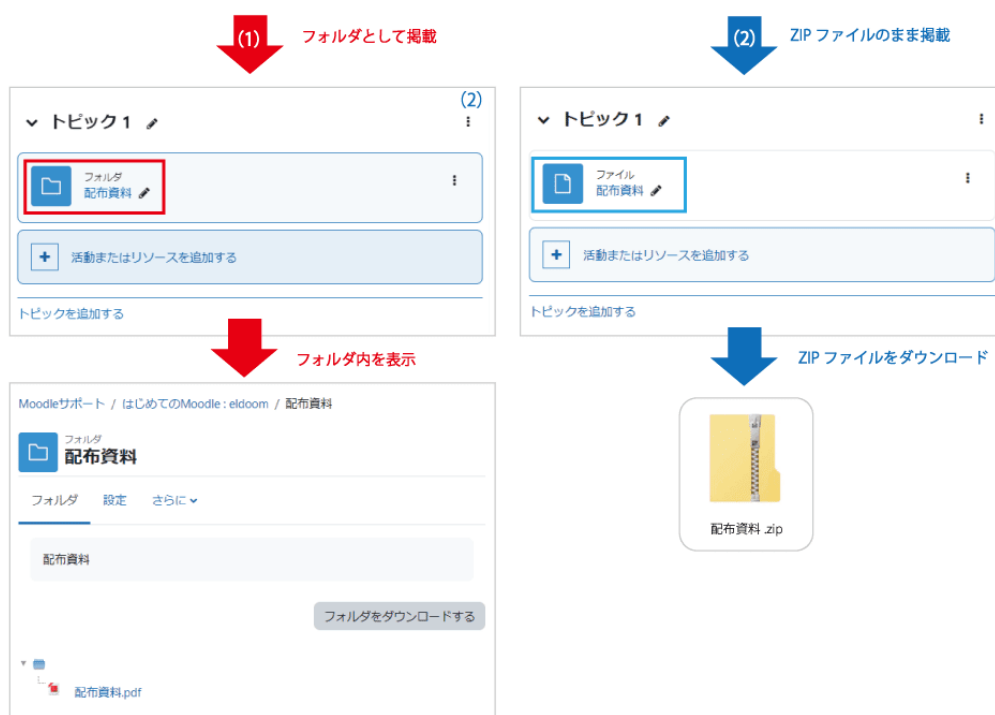 (1)
フォルダとして掲載
(2)
トピック 1
フォルダ
配布資料
+ 活動またはリソースを追加する
トピックを追加する
フォルダ内を表示
Moodleサポート / はじめてのMoodle : eldoom / 配布資料
フォルダ
配布資料
フォルダ 設定 さらに
配布資料
フォルダをダウンロードする
配布資料.pdf
(2)
ZIP ファイルのまま掲載
トピック 1
ファイル
配布資料
+ 活動またはリソースを追加する
トピックを追加する
ZIP ファイルをダウンロード
配布資料 .zip